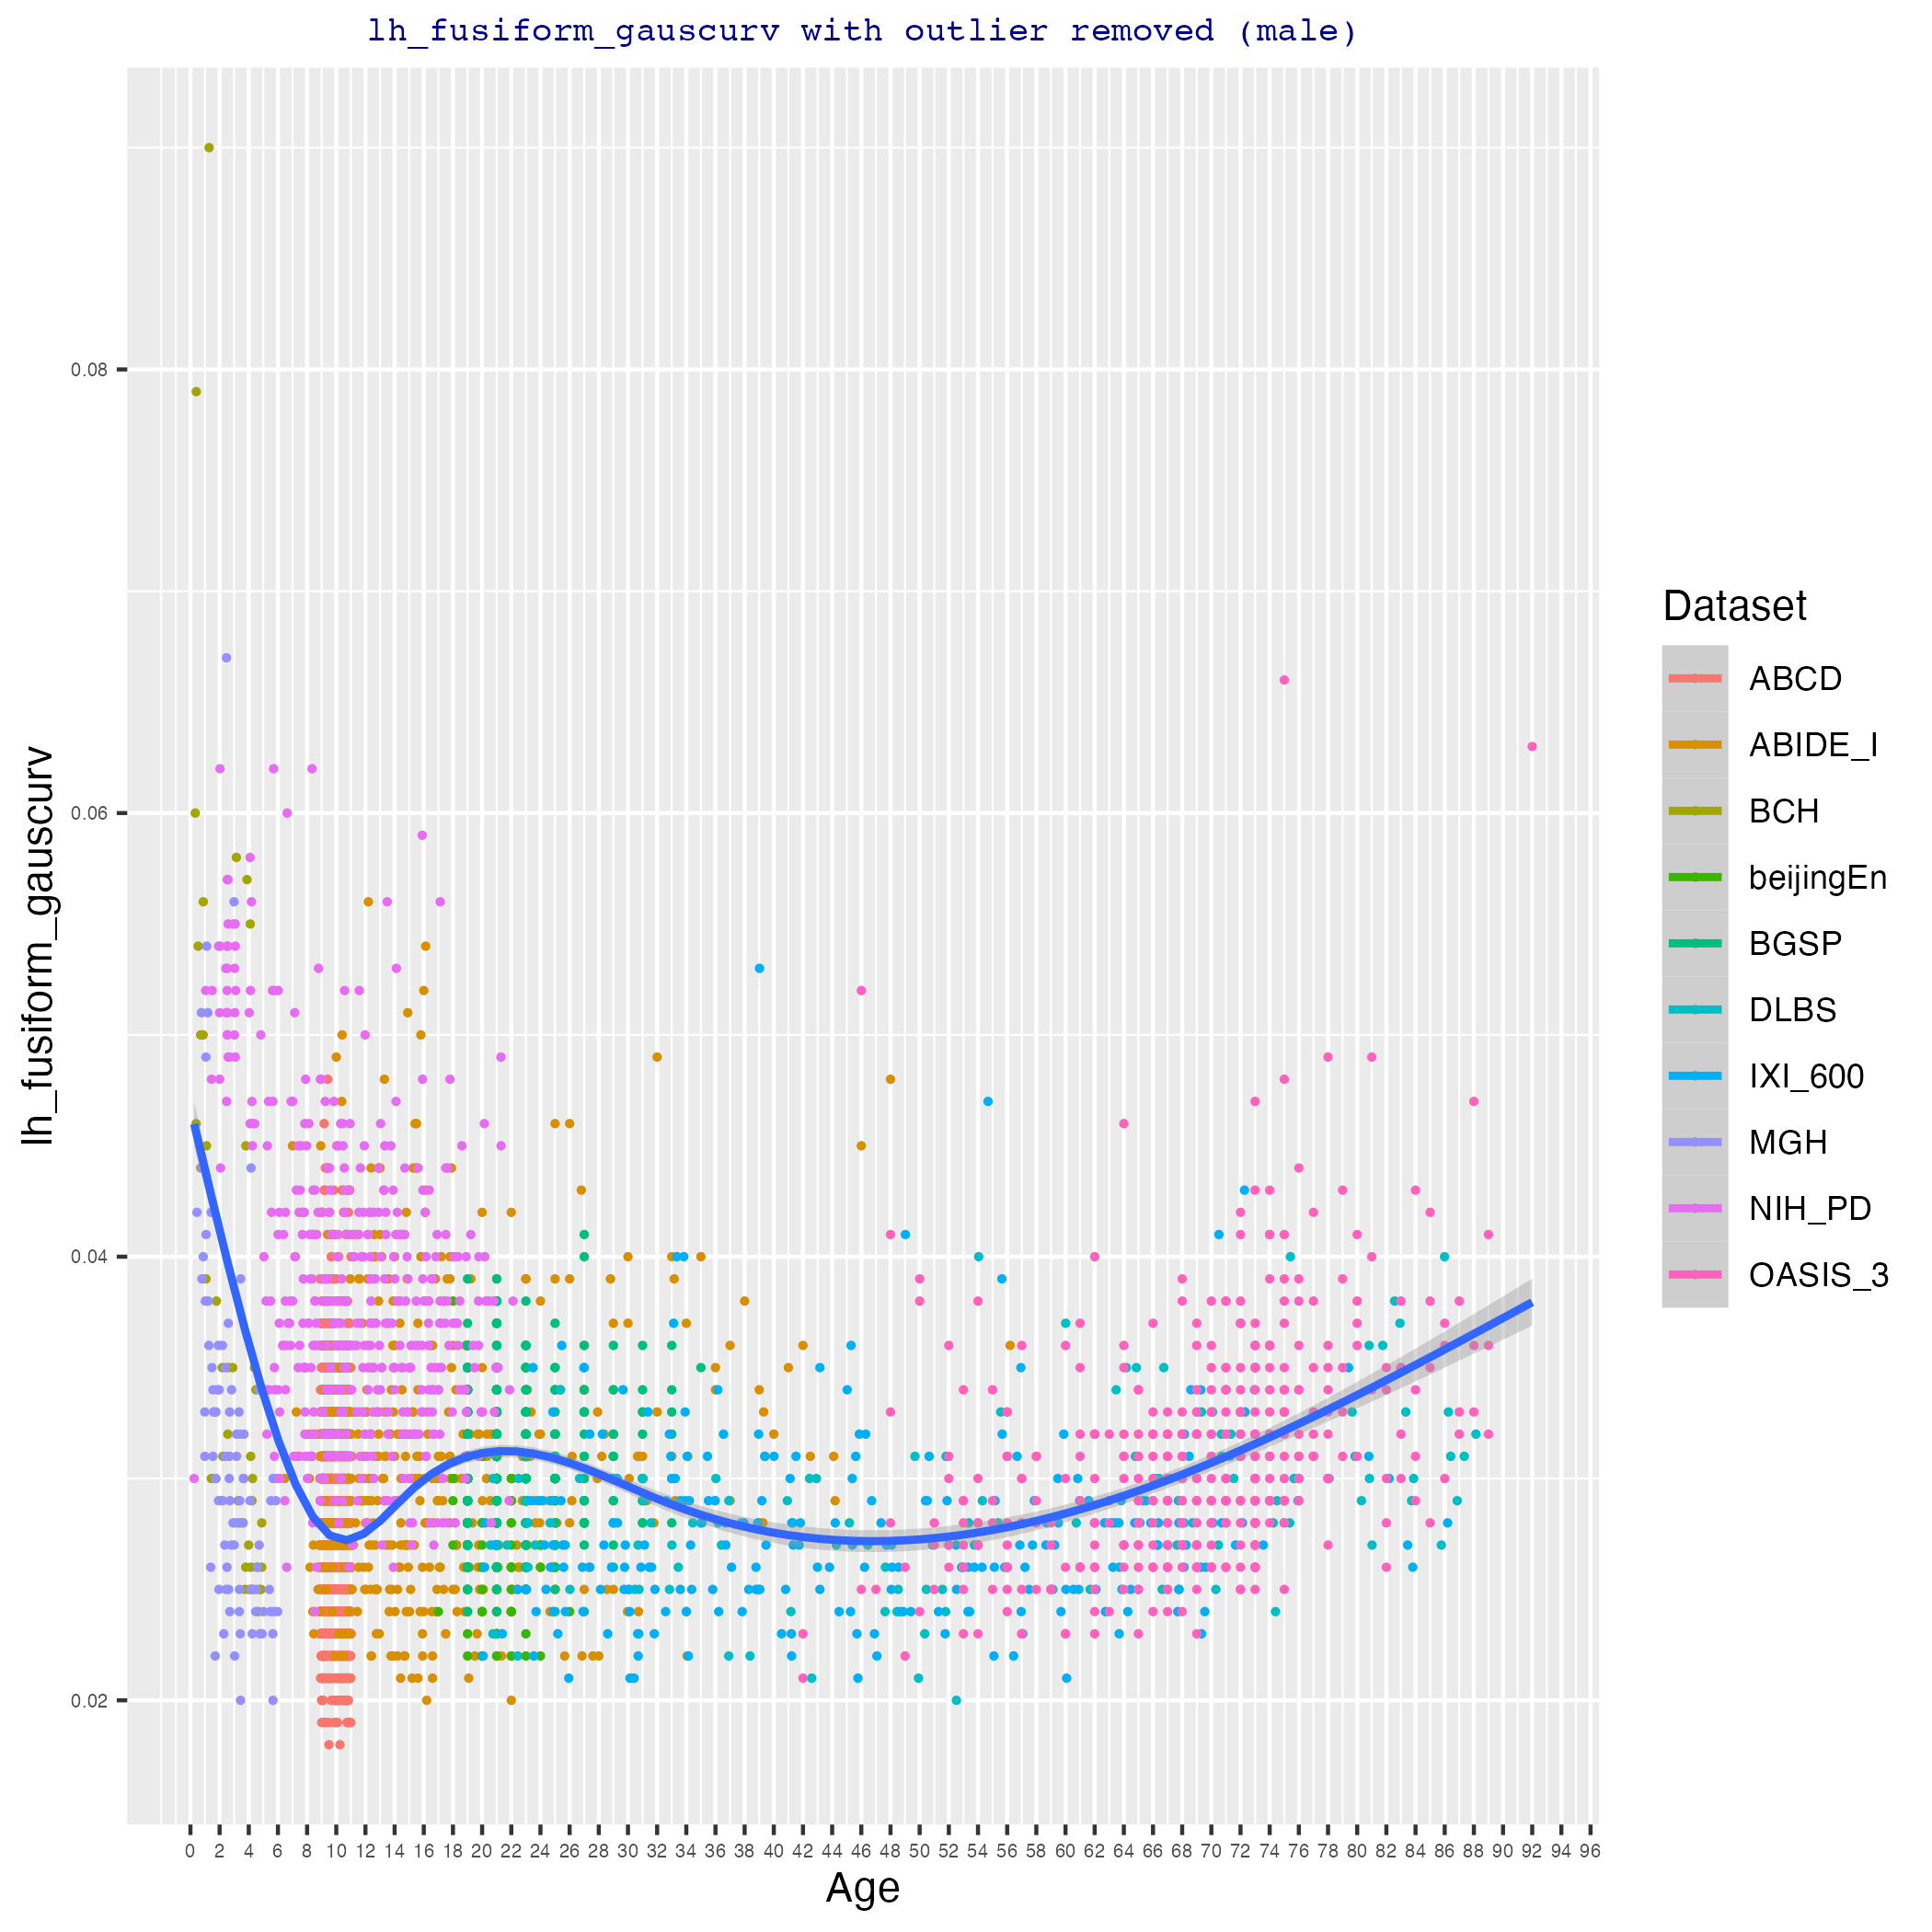 lh_fusiform_gauscurv with outlier removed (male)
lh_fusiform_gauscurv
0.08
0.06
0.04
0.02
0 2 4 6 8 10 12 14 16 18 20 22 24 26 28 30 32 34 36 38 40 42 44 46 48 50 52 54 56 58 60 62 64 66 68 70 72 74 76 78 80 82 84 86 88 90 92 94 96
Age
Dataset
ABCD
ABIDE_I
BCH
beijingEn
BGSP
DLBS
IXI_600
MGH
NIH_PD
OASIS_3